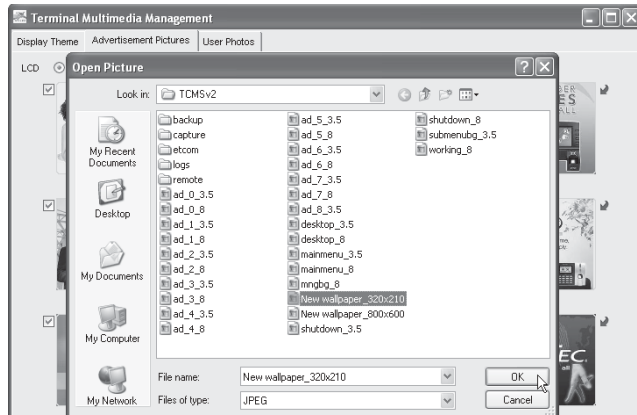 Terminal Multimedia Management
Display Theme Advertisement Pictures User Photos
LCD
Open Picture
Look in: TCMSv2
My Recent Documents
Desktop
My Documents
My Computer
My Network
backup
capture
etcom
logs
remote
ad_0_3.5
ad_0_8
ad_1_3.5
ad_1_8
ad_2_3.5
ad_2_8
ad_3_3.5
ad_3_8
ad_4_3.5
ad_4_8
ad_5_3.5
ad_5_8
ad_6_3.5
ad_6_8
ad_7_3.5
ad_7_8
ad_8_3.5
desktop_3.5
desktop_8
mainmenu_3.5
mainmenu_8
mngbg_8
New wallpaper_320x210
New wallpaper_800x600
shutdown_3.5
shutdown_8
submenubg_3.5
working_8
File name: New wallpaper_320x210
OK
Files of type: JPEG
Cancel